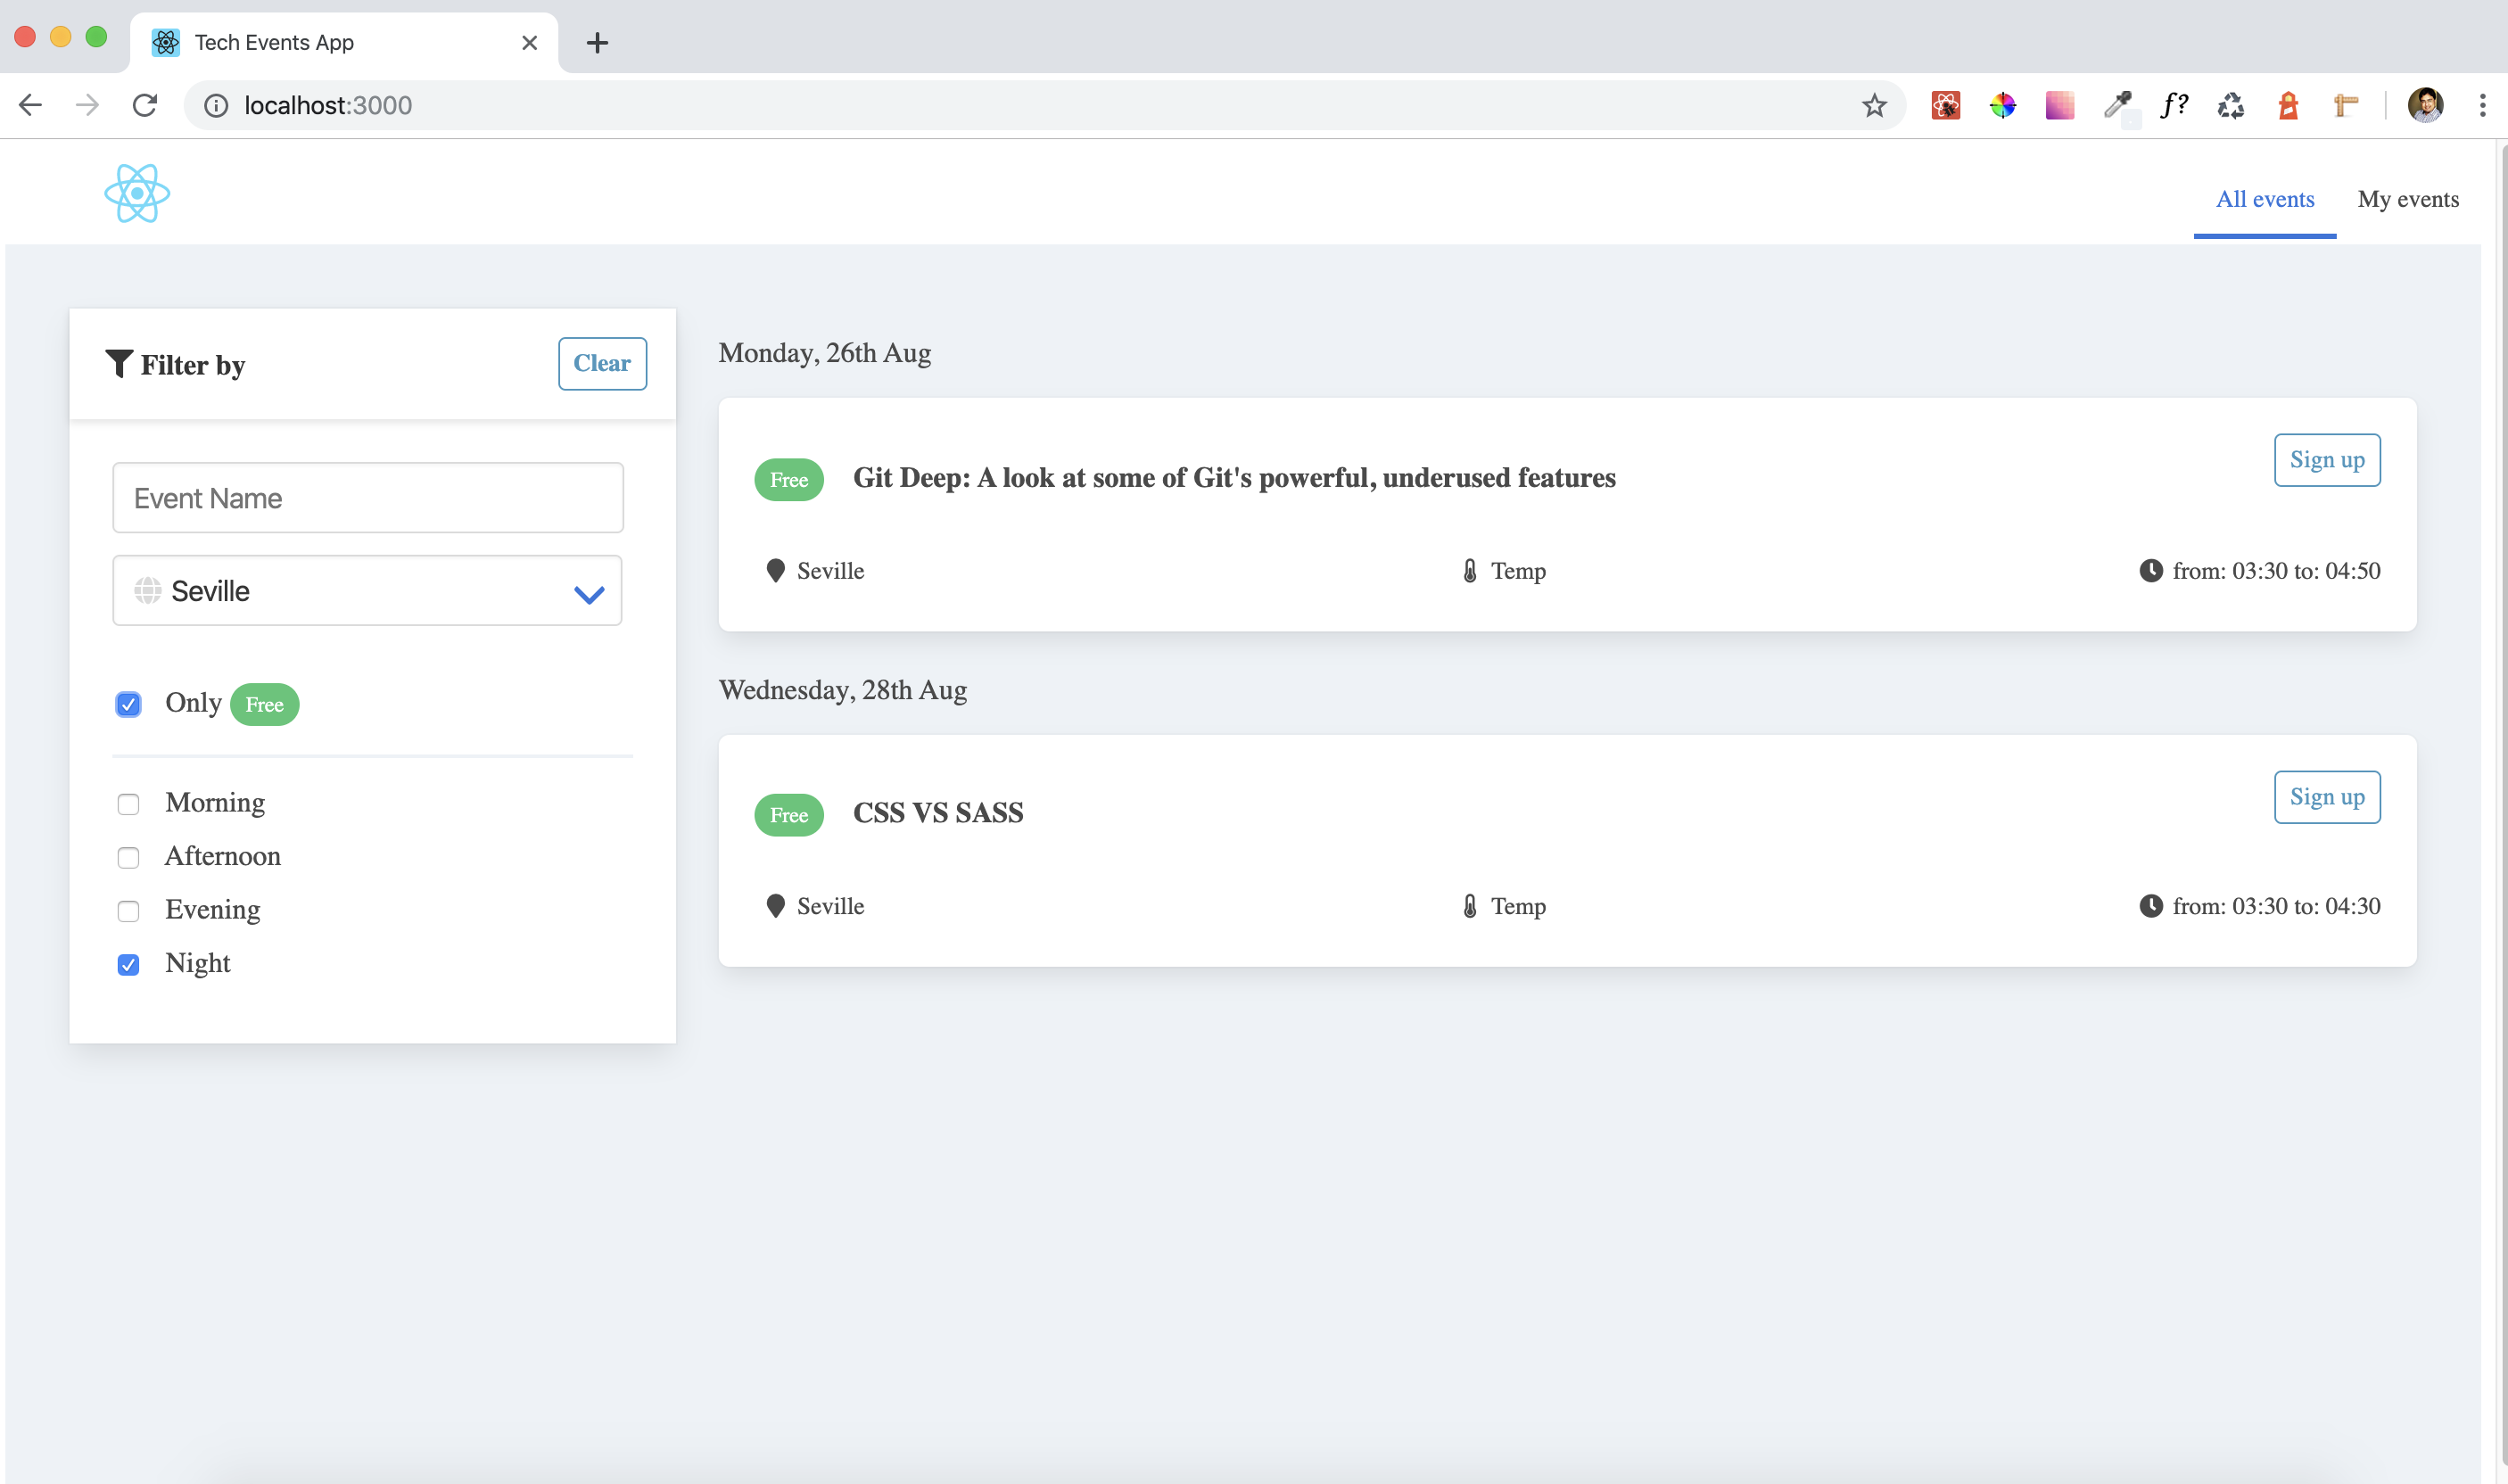 Tech Events App
localhost:3000
f?
All events
My events
Filter by
Clear
Event Name
Seville
Only Free
Morning
Afternoon
Evening
Night
Monday, 26th Aug
Free Git Deep: A look at some of Git's powerful, underused features
Sign up
Seville
Temp
from: 03:30 to: 04:50
Wednesday, 28th Aug
Free CSS VS SASS
Sign up
Seville
Temp
from: 03:30 to: 04:30